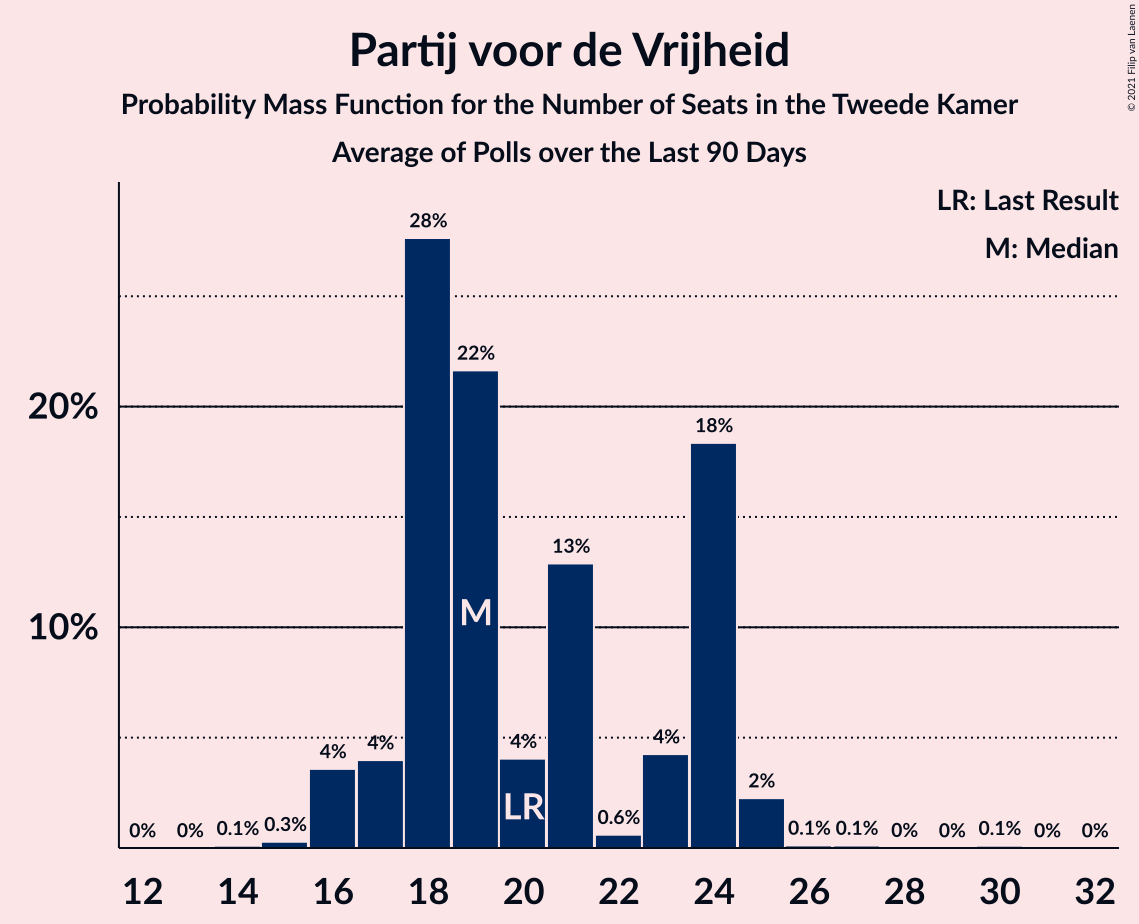 Partij voor de Vrijheid
Probability Mass Function for the Number of Seats in the Tweede Kamer
Average of Polls over the Last 90 Days
© 2021 Filip van Laenen
LR: Last Result
M: Median
20%
10%
0%
0%
0.1%
0.3%
4%
4%
28%
22%
4%
13%
0.6%
4%
18%
2%
0.1%
0.1%
0%
0%
0.1%
0%
0%
M
LR
12 14 16 18 20 22 24 26 28 30 32